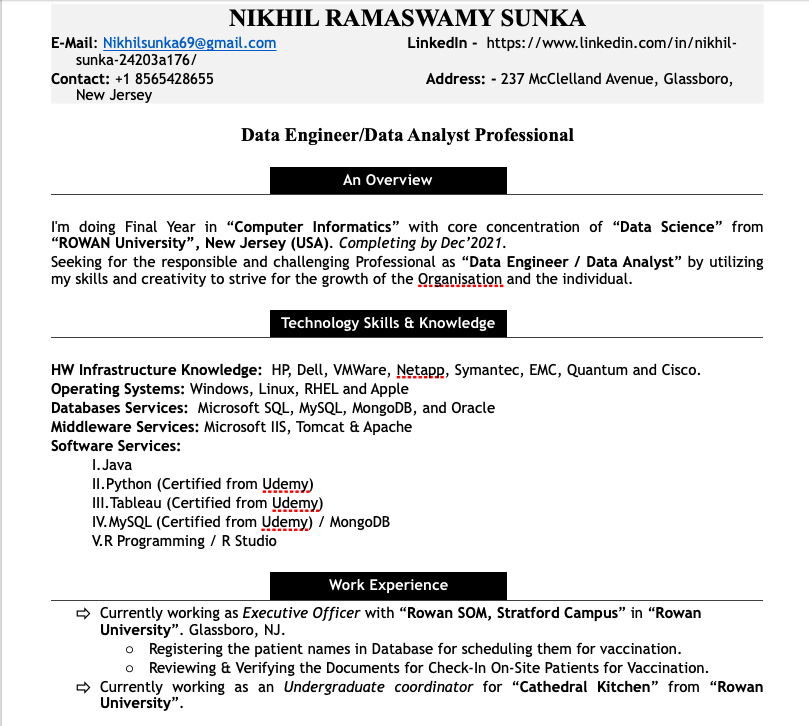 NIKHIL RAMASWAMY SUNKA
E-Mail: Nikhilsunka69@gmail.com LinkedIn - https://www.linkedin.com/in/nikhil-
sunka-24203a176/
Contact: +1 8565428655 Address: - 237 McClelland Avenue, Glassboro,
New Jersey
Data Engineer/Data Analyst Professional
An Overview
I'm doing Final Year in “Computer Informatics” with core concentration of “Data Science” from
“ROWAN University”, New Jersey (USA). Completing by Dec’2021.
Seeking for the responsible and challenging Professional as “Data Engineer / Data Analyst” by utilizing
my skills and creativity to strive for the growth of the Organisation and the individual.
Technology Skills & Knowledge
HW Infrastructure Knowledge: HP, Dell, VMWare, Netapp, Symantec, EMC, Quantum and Cisco.
Operating Systems: Windows, Linux, RHEL and Apple
Databases Services: Microsoft SQL, MySQL, MongoDB, and Oracle
Middleware Services: Microsoft IIS, Tomcat & Apache
Software Services:
I.Java
II.Python (Certified from Udemy)
III.Tableau (Certified from Udemy)
IV.MySQL (Certified from Udemy) / MongoDB
V.R Programming / R Studio
Work Experience
⇨ Currently working as Executive Officer with “Rowan SOM, Stratford Campus” in “Rowan
University”. Glassboro, NJ.
○ Registering the patient names in Database for scheduling them for vaccination.
○ Reviewing & Verifying the Documents for Check-In On-Site Patients for Vaccination.
⇨ Currently working as an Undergraduate coordinator for “Cathedral Kitchen” from “Rowan
University”.